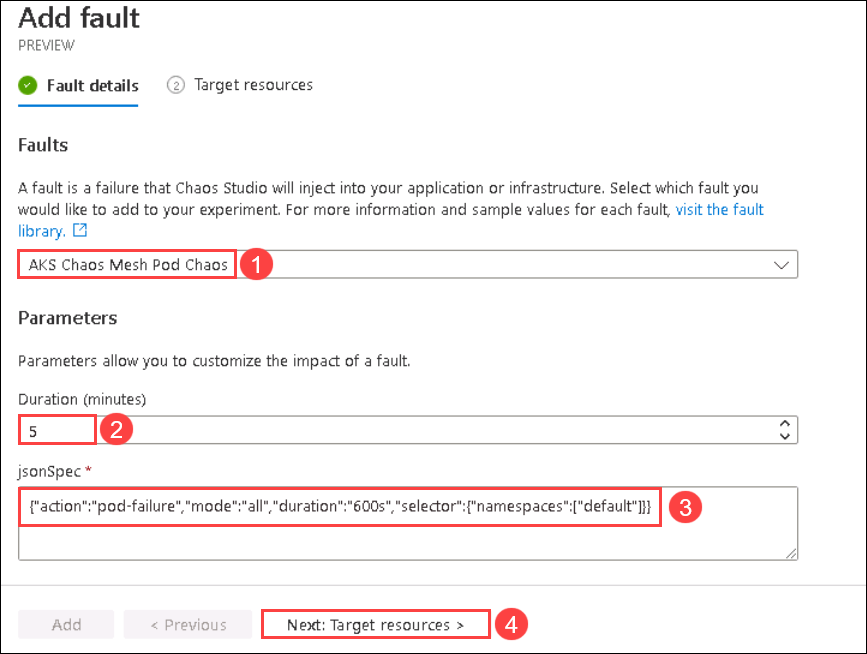 Add fault
PREVIEW
Fault details
2 Target resources
Faults
A fault is a failure that Chaos Studio will inject into your application or infrastructure. Select which fault you
would like to add to your experiment. For more information and sample values for each fault, visit the fault
library.
AKS Chaos Mesh Pod Chaos 1
Parameters
Parameters allow you to customize the impact of a fault.
Duration (minutes)
5 2
jsonSpec *
{"action":"pod-failure","mode":"all","duration":"600s","selector":{"namespaces":["default"]}} 3
Add < Previous Next: Target resources > 4